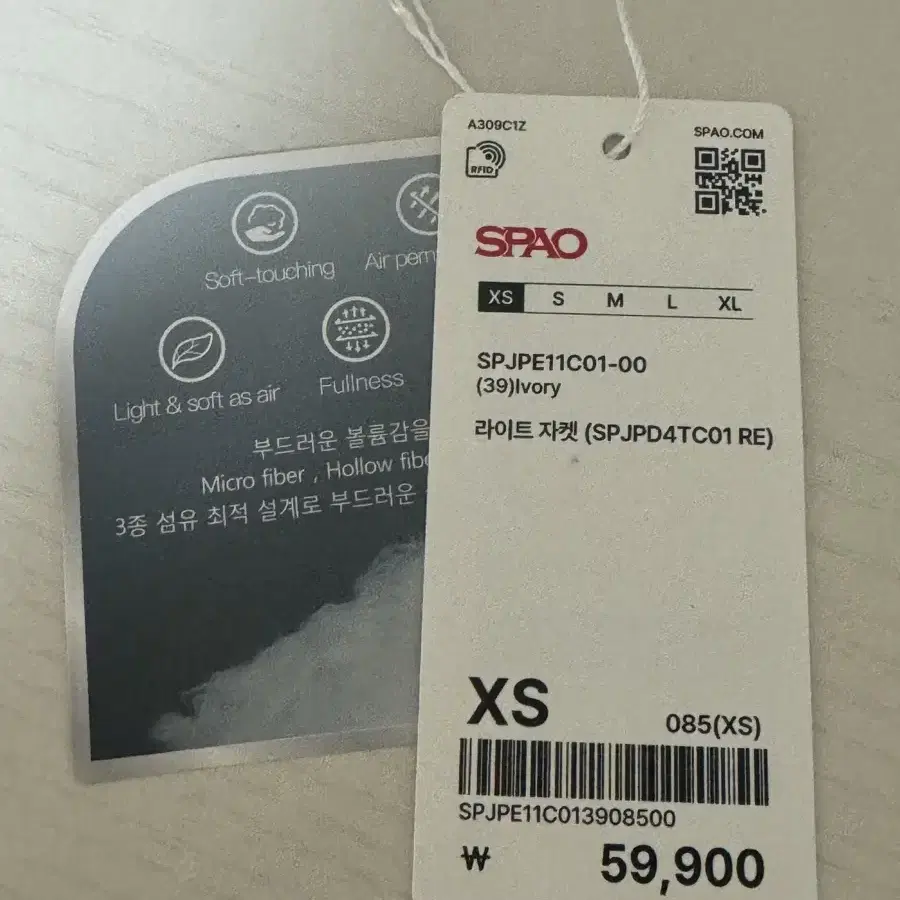 Soft-touching
Air
Light & soft as air
Fullness
부드러운 볼륨감을
Micro fiber , Hollow
3종 섬유 최적 설계로 부드러운
A309C1Z
RFID
SPAO.COM
SPAO
XS S M L XL
SPJPE11C01-00
(39)Ivory
라이트 자켓 (SPJPD4TC01 RE)
XS
085(XS)
SPJPE11C013908500
₩ 59,900